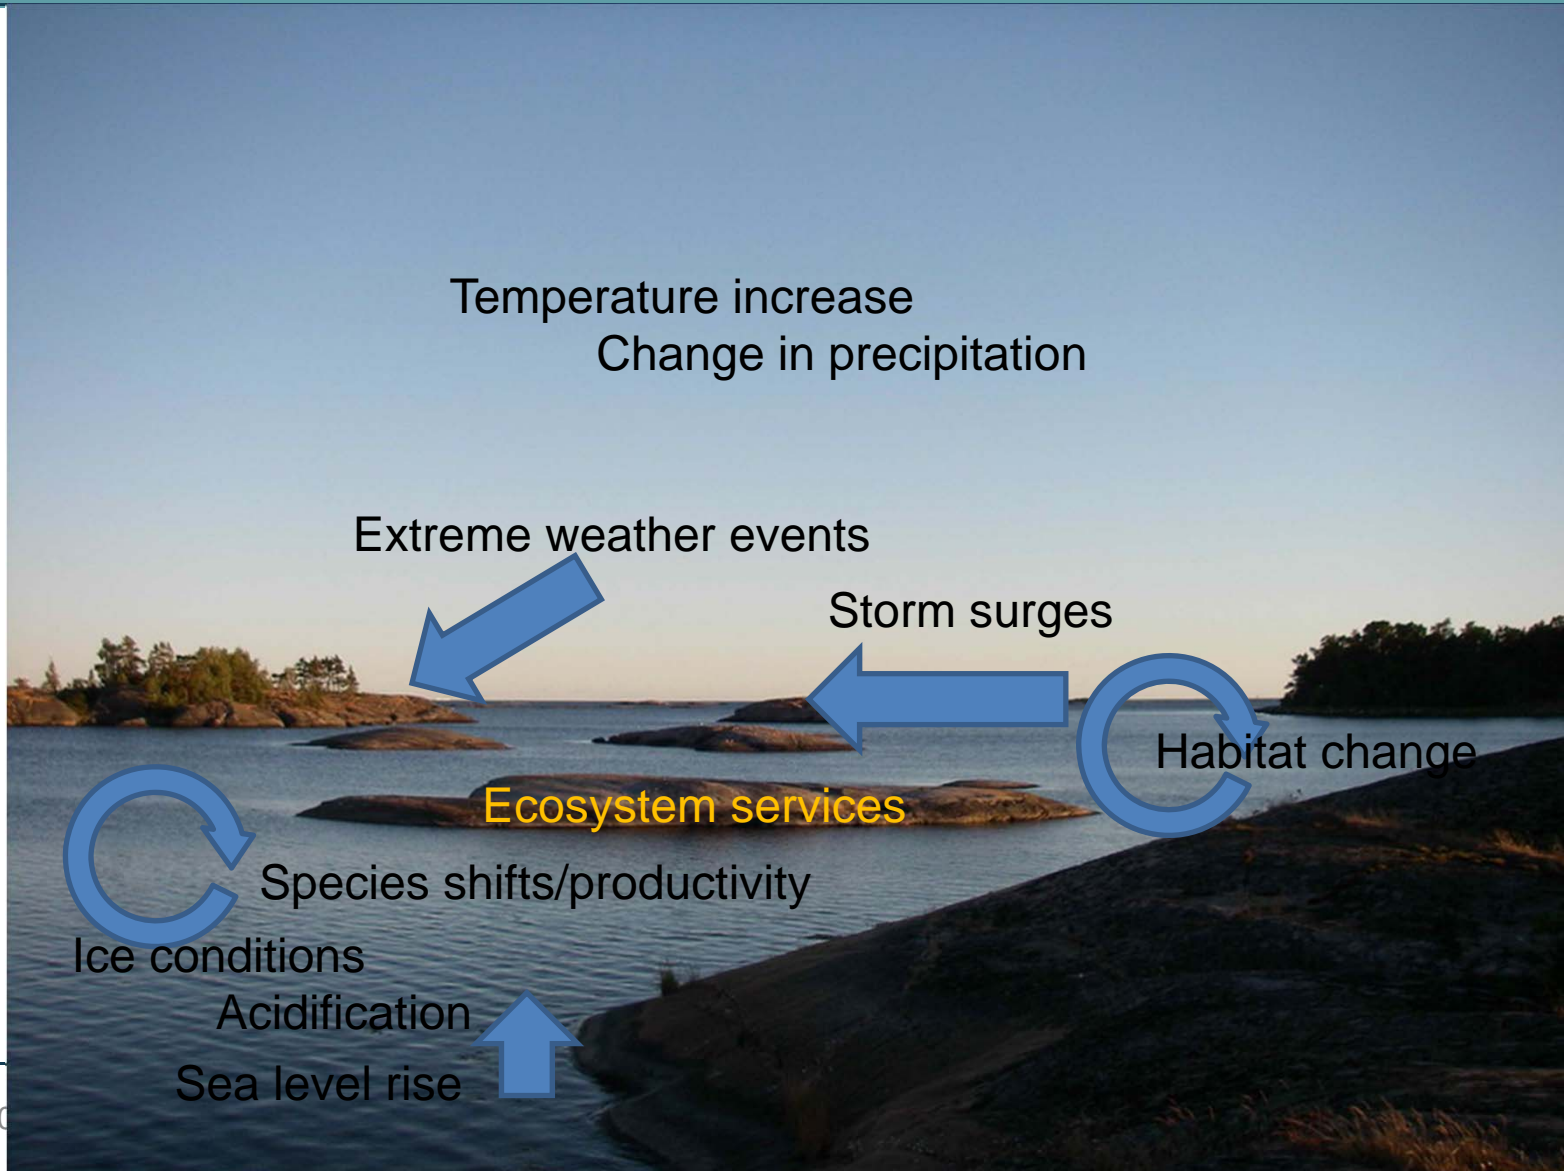 Temperature increase
Change in precipitation
Extreme weather events
Storm surges
Habitat change
Ecosystem services
Species shifts/productivity
Ice conditions
Acidification
Sea level rise